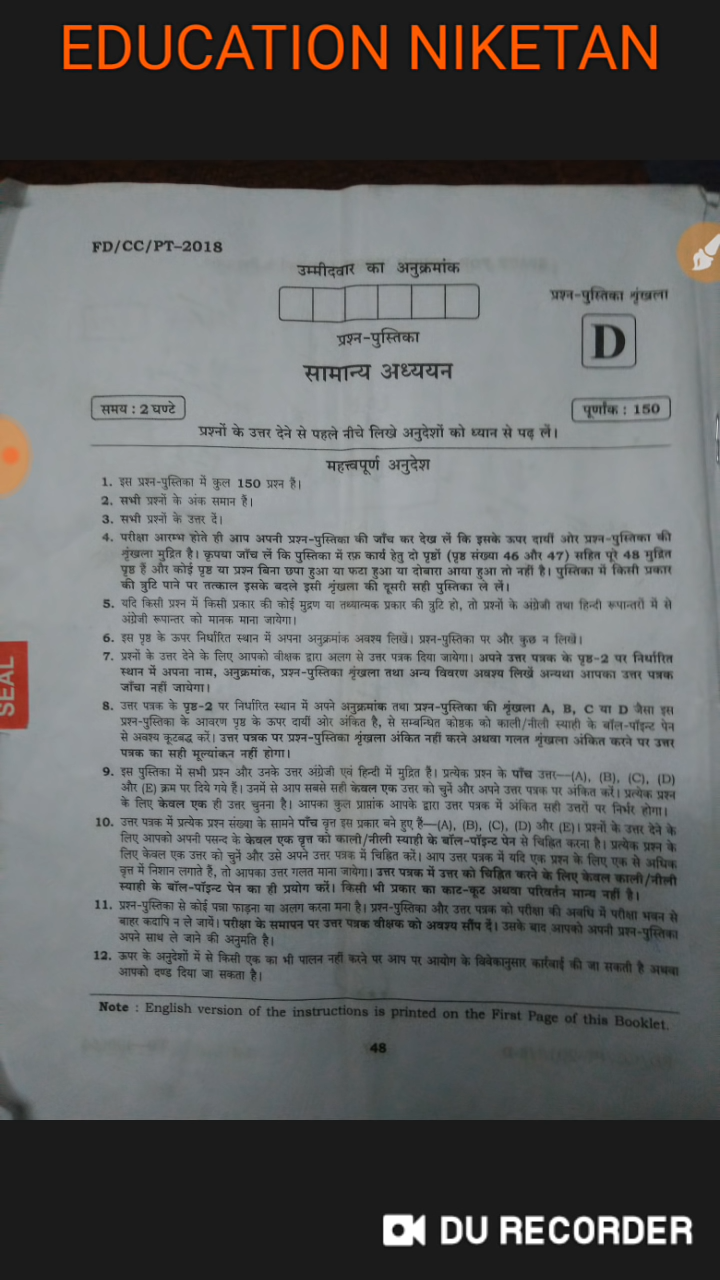 EDUCATION NIKETAN
FD/CC/PT–2018
उम्मीदवार का अनुक्रमांक
प्रश्न-पुस्तिका शृंखला
प्रश्न-पुस्तिका
D
सामान्य अध्ययन
समय : 2 घण्टे
पूर्णांक : 150
प्रश्नों के उत्तर देने से पहले नीचे लिखे अनुदेशों को ध्यान से पढ़ लें।
महत्त्वपूर्ण अनुदेश
1. इस प्रश्न-पुस्तिका में कुल 150 प्रश्न हैं।
2. सभी प्रश्नों के अंक समान हैं।
3. सभी प्रश्नों के उत्तर दें।
4. परीक्षा आरम्भ होते ही आप अपनी प्रश्न-पुस्तिका की जाँच कर देख लें कि इसके ऊपर दायीं ओर प्रश्न-पुस्तिका की
शृंखला मुद्रित है। कृपया जाँच लें कि पुस्तिका में रफ़ कार्य हेतु दो पृष्ठों (पृष्ठ संख्या 46 और 47) सहित पूरे 48 मुद्रित
पृष्ठ हैं और कोई पृष्ठ या प्रश्न बिना छपा हुआ या फटा हुआ या दोबारा आया हुआ तो नहीं है। पुस्तिका में किसी प्रकार
की त्रुटि पाने पर तत्काल इसके बदले इसी शृंखला की दूसरी सही पुस्तिका ले लें।
5. यदि किसी प्रश्न में किसी प्रकार की कोई मुद्रण या तथ्यात्मक प्रकार की त्रुटि हो, तो प्रश्नों के अंग्रेजी तथा हिन्दी रूपान्तरों में से
अंग्रेजी रूपान्तर को मानक माना जायेगा।
6. इस पृष्ठ के ऊपर निर्धारित स्थान में अपना अनुक्रमांक अवश्य लिखें। प्रश्न-पुस्तिका पर और कुछ न लिखें।
7. प्रश्नों के उत्तर देने के लिए आपको वीक्षक द्वारा अलग से उत्तर पत्रक दिया जायेगा। अपने उत्तर पत्रक के पृष्ठ-2 पर निर्धारित
स्थान में अपना नाम, अनुक्रमांक, प्रश्न-पुस्तिका शृंखला तथा अन्य विवरण अवश्य लिखें अन्यथा आपका उत्तर पत्रक
जाँचा नहीं जायेगा।
SEAL
8. उत्तर पत्रक के पृष्ठ-2 पर निर्धारित स्थान में अपने अनुक्रमांक तथा प्रश्न-पुस्तिका की शृंखला A, B, C या D जैसा इस
प्रश्न-पुस्तिका के आवरण पृष्ठ के ऊपर दायीं ओर अंकित है, से सम्बन्धित कोष्ठक को काली/नीली स्याही के बॉल-पॉइन्ट पेन
से अवश्य कूटबद्ध करें। उत्तर पत्रक पर प्रश्न-पुस्तिका शृंखला अंकित नहीं करने अथवा गलत शृंखला अंकित करने पर उत्तर
पत्रक का सही मूल्यांकन नहीं होगा।
9. इस पुस्तिका में सभी प्रश्न और उनके उत्तर अंग्रेजी एवं हिन्दी में मुद्रित हैं। प्रत्येक प्रश्न के पाँच उत्तर—(A), (B), (C), (D)
और (E) क्रम पर दिये गये हैं। उनमें से आप सबसे सही केवल एक उत्तर को चुनें और अपने उत्तर पत्रक पर अंकित करें। प्रत्येक प्रश्न
के लिए केवल एक ही उत्तर चुनना है। आपका कुल प्राप्तांक आपके द्वारा उत्तर पत्रक में अंकित सही उत्तरों पर निर्भर होगा।
10. उत्तर पत्रक में प्रत्येक प्रश्न संख्या के सामने पाँच वृत्त इस प्रकार बने हुए हैं—(A), (B), (C), (D) और (E)। प्रश्नों के उत्तर देने के
लिए आपको अपनी पसन्द के केवल एक वृत्त को काली/नीली स्याही के बॉल-पॉइन्ट पेन से चिह्नित करना है। प्रत्येक प्रश्न के
लिए केवल एक उत्तर को चुनें और उसे अपने उत्तर पत्रक में चिह्नित करें। आप उत्तर पत्रक में यदि एक प्रश्न के लिए एक से अधिक
वृत्त में निशान लगाते हैं, तो आपका उत्तर गलत माना जायेगा। उत्तर पत्रक में उत्तर को चिह्नित करने के लिए केवल काली/नीली
स्याही के बॉल-पॉइन्ट पेन का ही प्रयोग करें। किसी भी प्रकार का काट-कूट अथवा परिवर्तन मान्य नहीं है।
11. प्रश्न-पुस्तिका से कोई पन्ना फाड़ना या अलग करना मना है। प्रश्न-पुस्तिका और उत्तर पत्रक को परीक्षा की अवधि में परीक्षा भवन से
बाहर कदापि न ले जायें। परीक्षा के समापन पर उत्तर पत्रक वीक्षक को अवश्य सौंप दें। उसके बाद आपको अपनी प्रश्न-पुस्तिका
अपने साथ ले जाने की अनुमति है।
12. ऊपर के अनुदेशों में से किसी एक का भी पालन नहीं करने पर आप पर आयोग के विवेकानुसार कार्रवाई की जा सकती है अथवा
आपको दण्ड दिया जा सकता है।
Note : English version of the instructions is printed on the First Page of this Booklet.
48
DU RECORDER